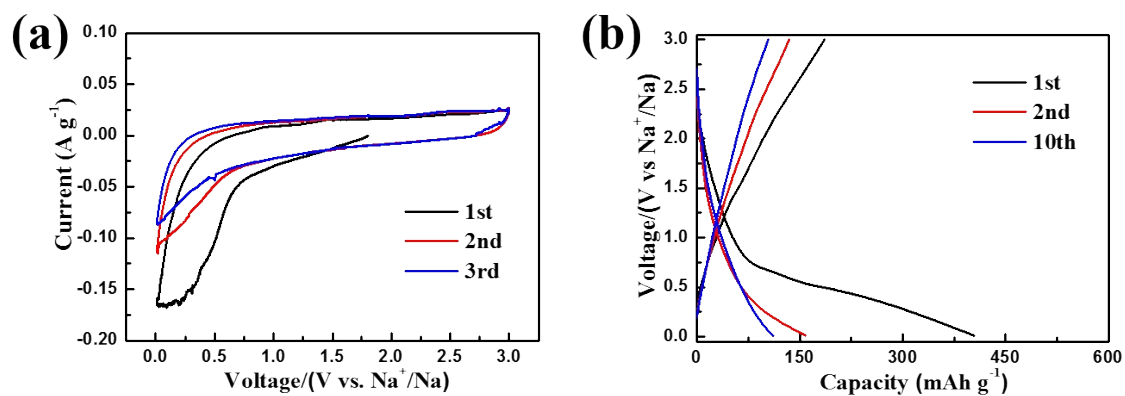 (a)
0.10
0.05
0.00
-0.05
-0.10
-0.15
-0.20
Current (A g⁻¹)
1st
2nd
3rd
0.0 0.5 1.0 1.5 2.0 2.5 3.0
Voltage/(V vs. Na⁺/Na)
(b)
3.0
2.5
2.0
1.5
1.0
0.5
0.0
Voltage/(V vs Na⁺/Na)
1st
2nd
10th
0 150 300 450 600
Capacity (mAh g⁻¹)